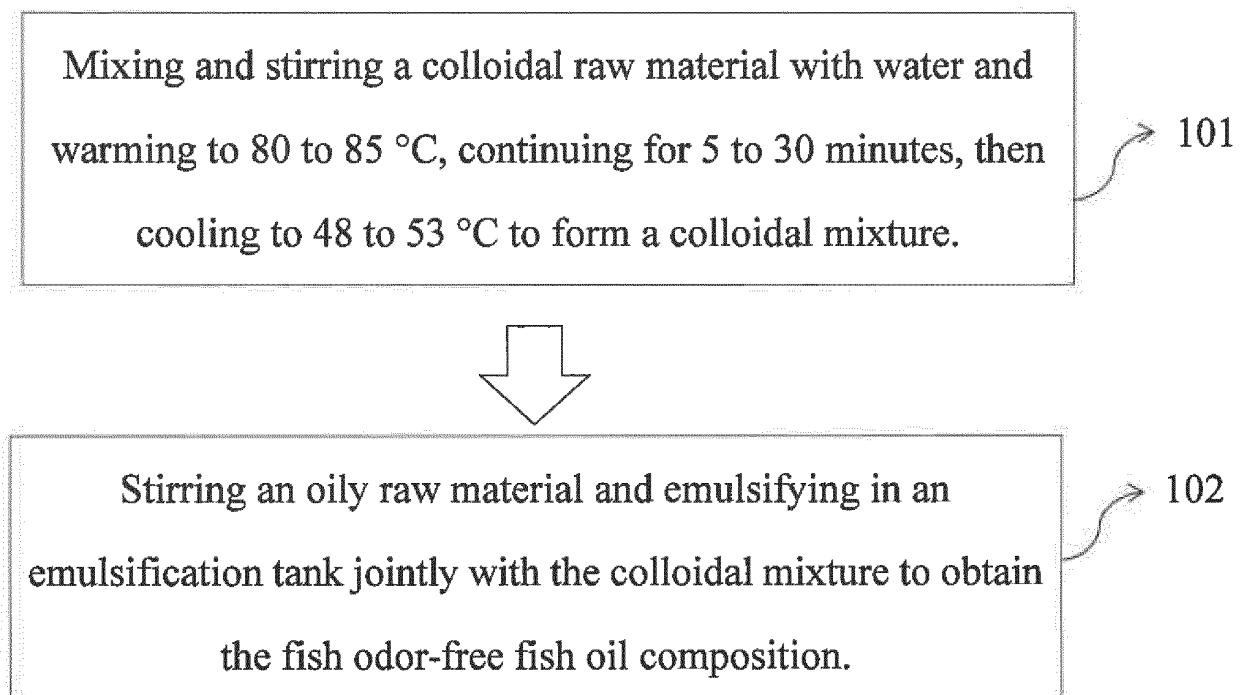 Mixing and stirring a colloidal raw material with water and
warming to 80 to 85 °C, continuing for 5 to 30 minutes, then
cooling to 48 to 53 °C to form a colloidal mixture.
101
Stirring an oily raw material and emulsifying in an
emulsification tank jointly with the colloidal mixture to obtain
the fish odor-free fish oil composition.
102